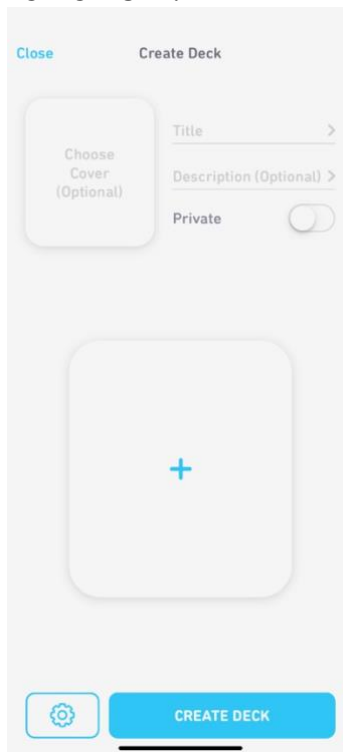 Close
Create Deck
Choose
Cover
(Optional)
Title
Description (Optional)
Private
CREATE DECK